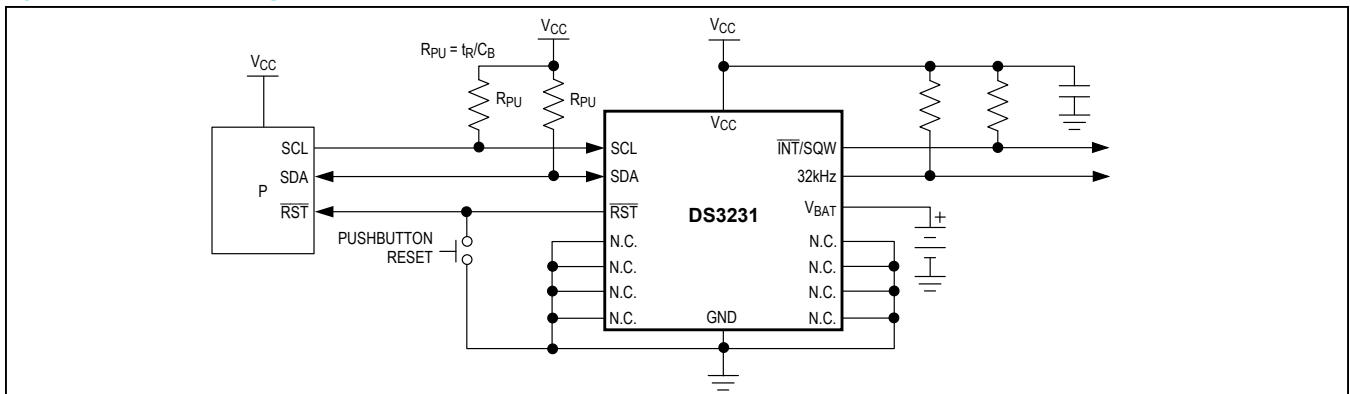 VCC
VCC
RPU = tR/CB
VCC
RPU
RPU
VCC
SCL
SCL
INT/SQW
SDA
SDA
32kHz
P
RST
RST
DS3231
VBAT
+
PUSHBUTTON
RESET
N.C.
N.C.
N.C.
N.C.
N.C.
N.C.
N.C.
GND
N.C.